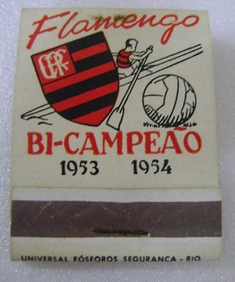 Flamengo
CRF
BI-CAMPEÃO
1953 1954
UNIVERSAL FÓSFOROS SEGURANÇA - RIO